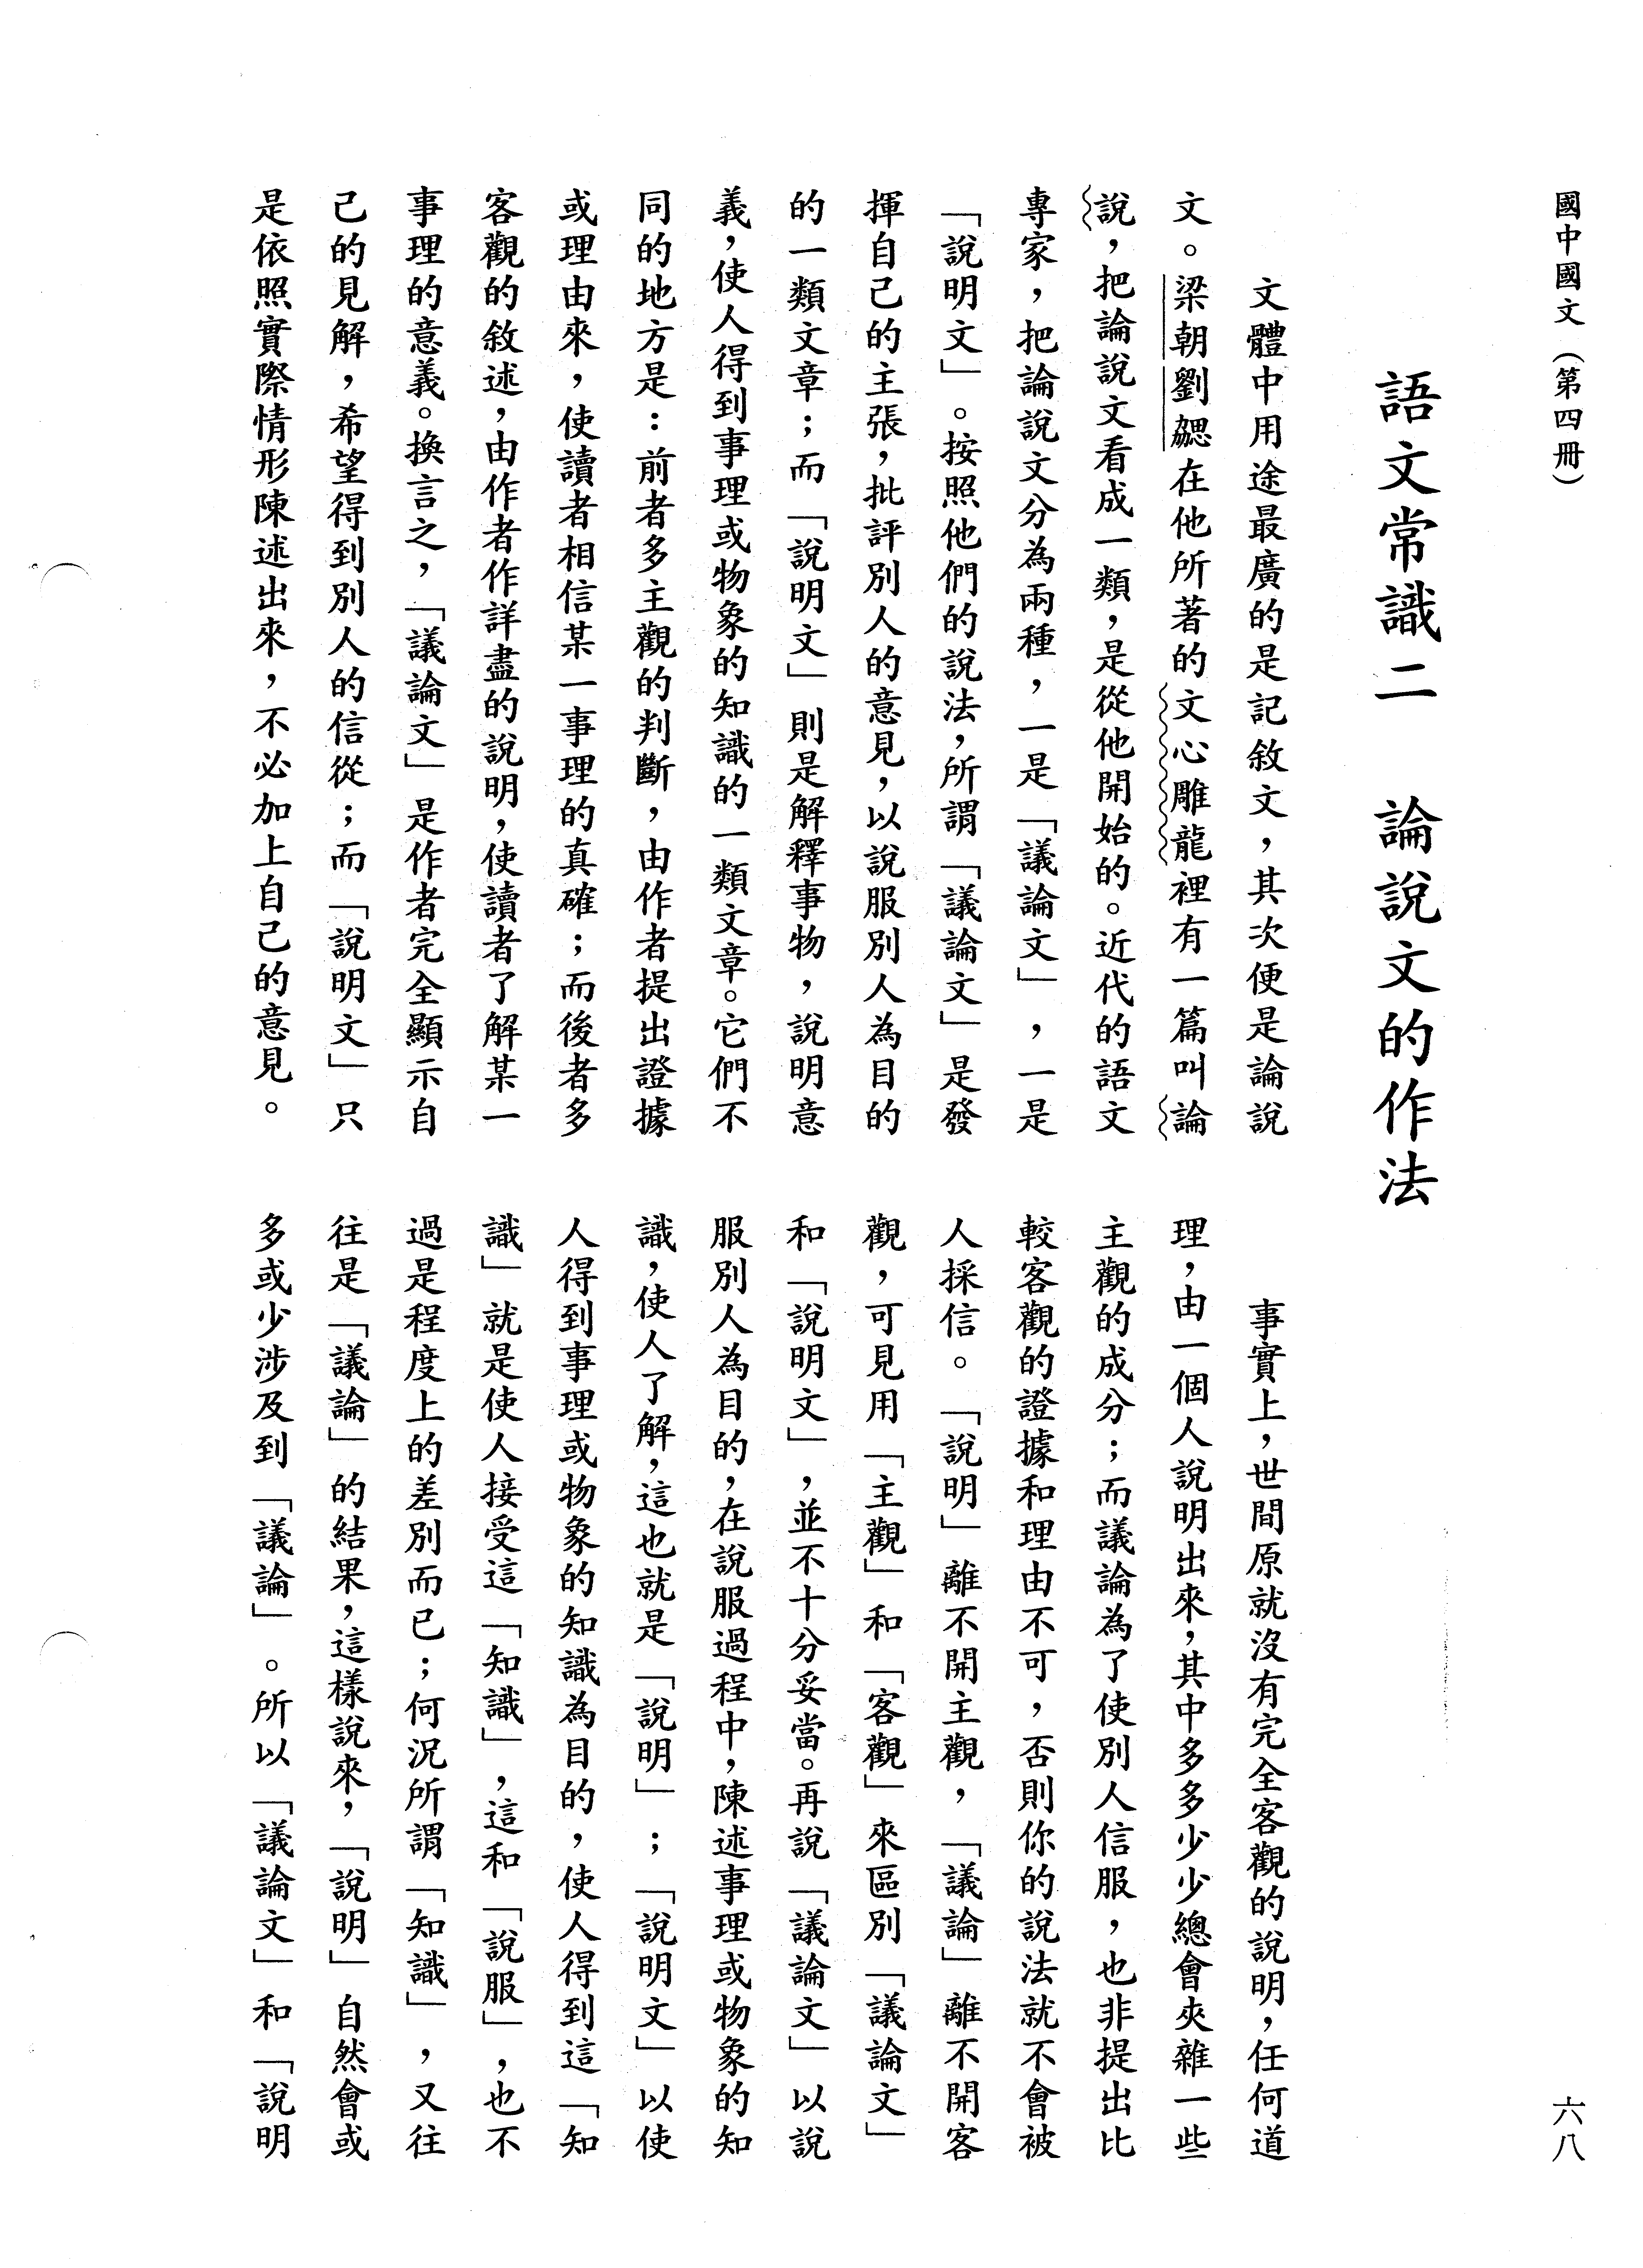 國中國文（第四冊）
六八
語文常識二　論說文的作法
文體中用途最廣的是記敘文，其次便是論說
文。梁朝劉勰在他所著的文心雕龍裡有一篇叫論
說，把論說文看成一類，是從他開始的。近代的語文
專家，把論說文分為兩種，一是「議論文」，一是
「說明文」。按照他們的說法，所謂「議論文」是發
揮自己的主張，批評別人的意見，以說服別人為目的
的一類文章；而「說明文」則是解釋事物，說明意
義，使人得到事理或物象的知識的一類文章。它們不
同的地方是：前者多主觀的判斷，由作者提出證據
或理由來，使讀者相信某一事理的真確；而後者多
客觀的敘述，由作者作詳盡的說明，使讀者了解某一
事理的意義。換言之，「議論文」是作者完全顯示自
己的見解，希望得到別人的信從；而「說明文」只
是依照實際情形陳述出來，不必加上自己的意見。
事實上，世間原就沒有完全客觀的說明，任何道
理，由一個人說明出來，其中多多少少總會夾雜一些
主觀的成分；而議論為了使別人信服，也非提出比
較客觀的證據和理由不可，否則你的說法就不會被
人採信。「說明」離不開主觀，「議論」離不開客
觀，可見用「主觀」和「客觀」來區別「議論文」
和「說明文」，並不十分妥當。再說「議論文」以說
服別人為目的，在說服過程中，陳述事理或物象的知
識，使人了解，這也就是「說明」；「說明文」以使
人得到事理或物象的知識為目的，使人得到這「知
識」就是使人接受這「知識」，這和「說服」，也不
過是程度上的差別而已；何況所謂「知識」，又往
往是「議論」的結果，這樣說來，「說明」自然會或
多或少涉及到「議論」。所以「議論文」和「說明